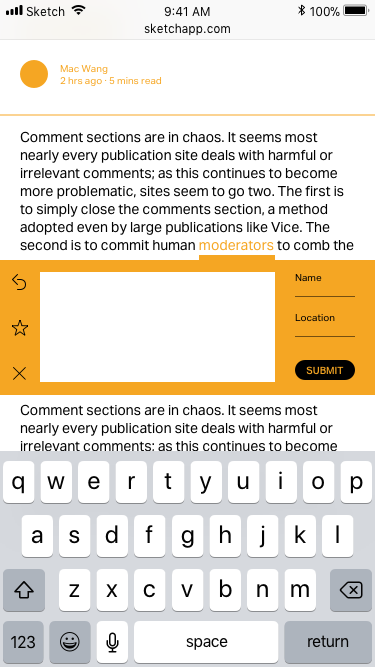 Sketch 9:41 AM 100%
sketchapp.com
Mac Wang
2 hrs ago · 5 mins read
Comment sections are in chaos. It seems most
nearly every publication site deals with harmful or
irrelevant comments; as this continues to become
more problematic, sites seem to go two. The first is
to simply close the comments section, a method
adopted even by large publications like Vice. The
second is to commit human moderators to comb the
Name
Location
SUBMIT
Comment sections are in chaos. It seems most
nearly every publication site deals with harmful or
irrelevant comments; as this continues to become
q w e r t y u i o p
a s d f g h j k l
z x c v b n m
123 space return